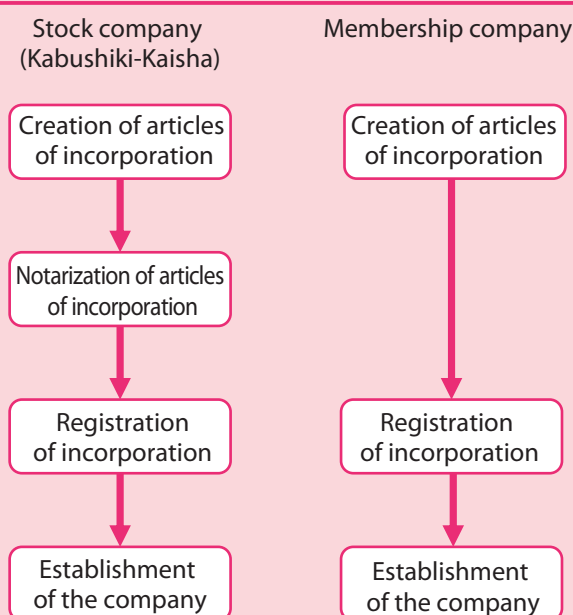 Stock company
(Kabushiki-Kaisha)
Creation of articles
of incorporation
Notarization of articles
of incorporation
Registration
of incorporation
Establishment
of the company
Membership company
Creation of articles
of incorporation
Registration
of incorporation
Establishment
of the company